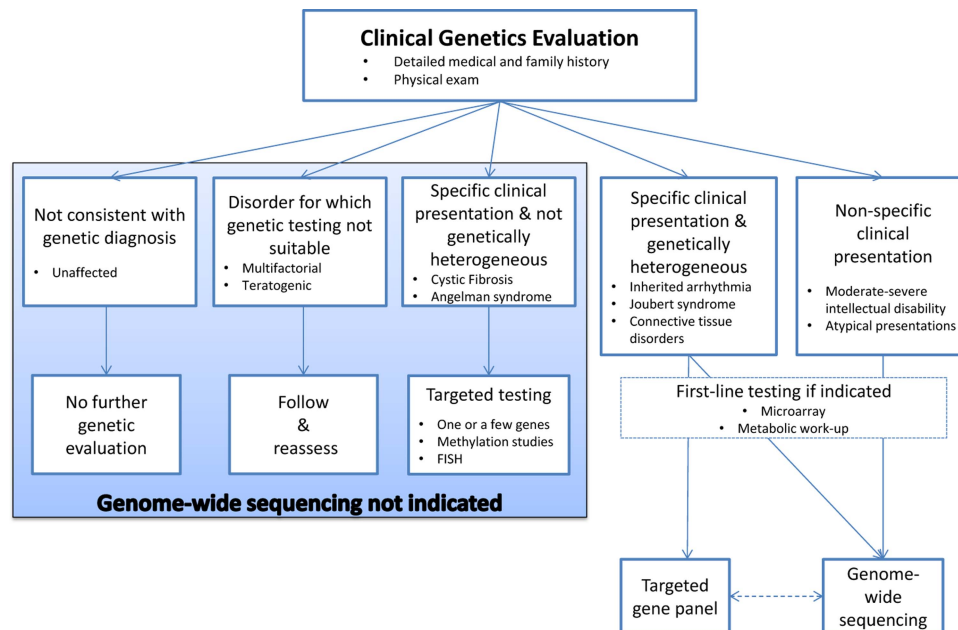 Clinical Genetics Evaluation
• Detailed medical and family history
• Physical exam
Not consistent with
genetic diagnosis
• Unaffected
Disorder for which
genetic testing not
suitable
• Multifactorial
• Teratogenic
Specific clinical
presentation & not
genetically
heterogeneous
• Cystic Fibrosis
• Angelman syndrome
Specific clinical
presentation &
genetically
heterogeneous
• Inherited arrhythmia
• Joubert syndrome
• Connective tissue
disorders
Non-specific
clinical
presentation
• Moderate-severe
intellectual disability
• Atypical presentations
No further
genetic
evaluation
Follow
&
reassess
Targeted testing
• One or a few genes
• Methylation studies
• FISH
First-line testing if indicated
• Microarray
• Metabolic work-up
Genome-wide sequencing not indicated
Targeted
gene panel
Genome-
wide
sequencing